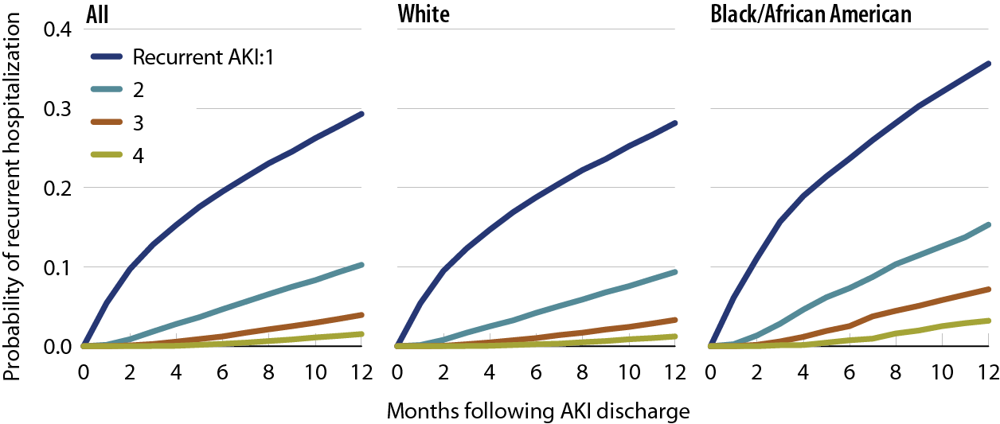 All
White
Black/African American
Probability of recurrent hospitalization
0.4
0.3
0.2
0.1
0.0
Recurrent AKI:1
2
3
4
0 2 4 6 8 10 12
0 2 4 6 8 10 12
0 2 4 6 8 10 12
Months following AKI discharge